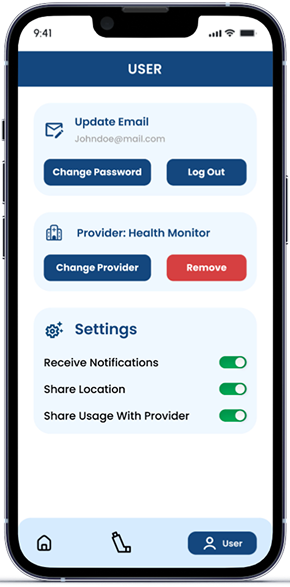 9:41
USER
Update Email
Johndoe@mail.com
Change Password Log Out
Provider: Health Monitor
Change Provider Remove
Settings
Receive Notifications
Share Location
Share Usage With Provider
User